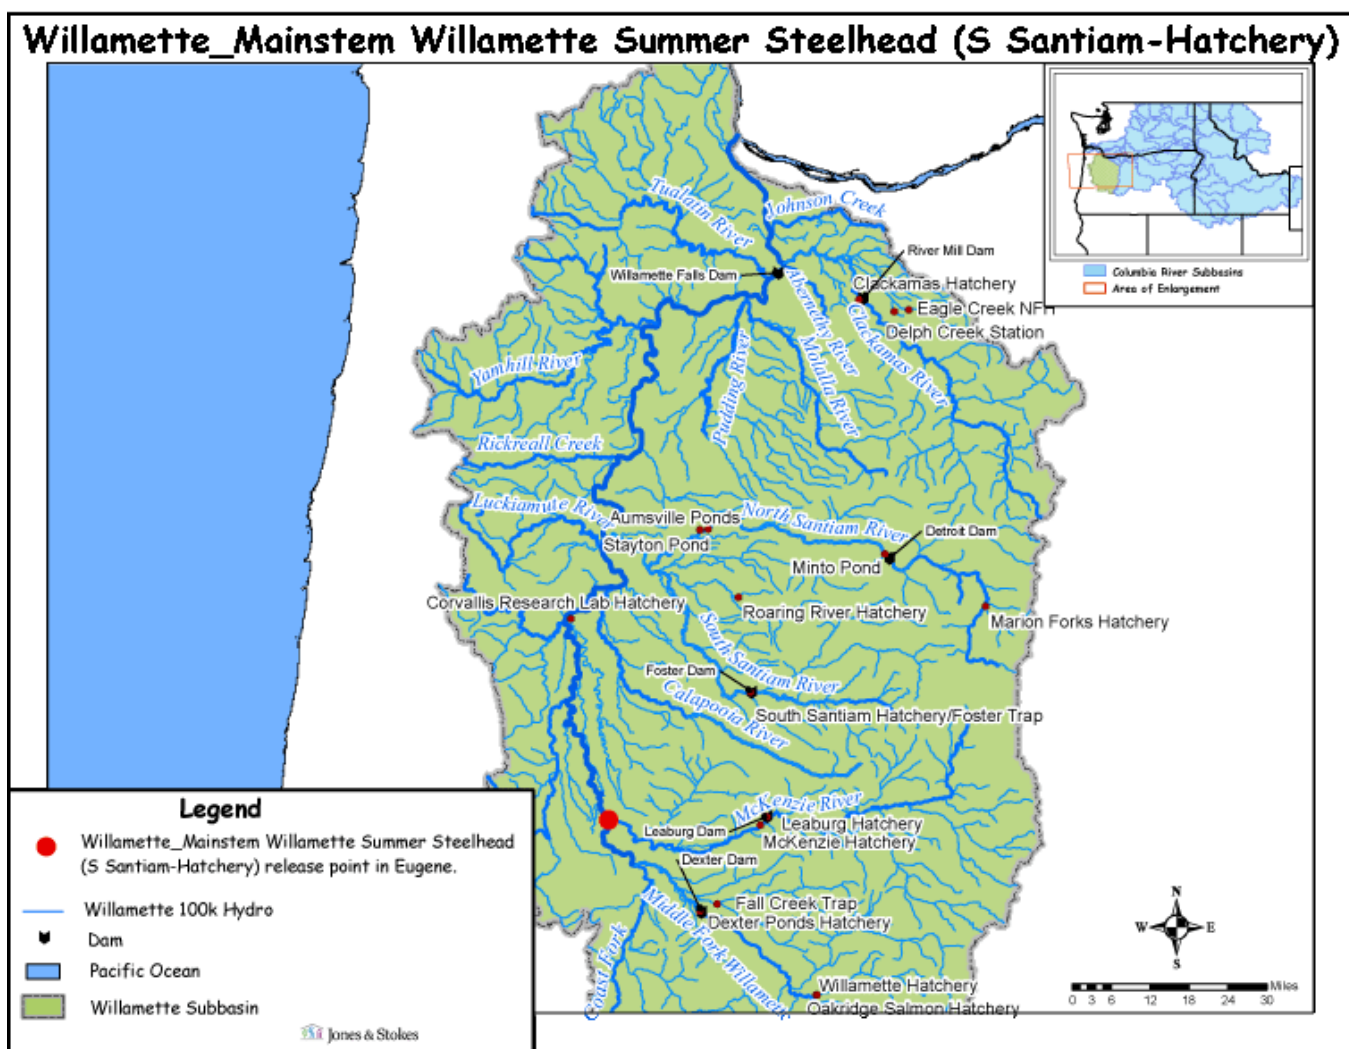 Willamette_Mainstem Willamette Summer Steelhead (S Santiam-Hatchery)
Columbia River Subbasins
Area of Enlargement
Tualatin River
Johnson Creek
River Mill Dam
Willamette Falls Dam
Clackamas Hatchery
Abernethy River
Eagle Creek NFH
Clackamas River
Delph Creek Station
Molalla River
Pudding River
Yamhill River
Rickreall Creek
Luckiamute River
Aumsville Ponds
North Santiam River
Stayton Pond
Detroit Dam
Minto Pond
Corvallis Research Lab Hatchery
Roaring River Hatchery
Marion Forks Hatchery
South Santiam River
Foster Dam
Calapooia River
South Santiam Hatchery/Foster Trap
McKenzie River
Leaburg Dam
Leaburg Hatchery
McKenzie Hatchery
Dexter Dam
Fall Creek Trap
Dexter Ponds Hatchery
Middle Fork-Willamett
Coast Fork
Willamette Hatchery
Oakridge Salmon Hatchery
N
W
E
S
Miles
0 3 6 12 18 24 30
Legend
Willamette_Mainstem Willamette Summer Steelhead
(S Santiam-Hatchery) release point in Eugene.
Willamette 100k Hydro
Dam
Pacific Ocean
Willamette Subbasin
Jones & Stokes